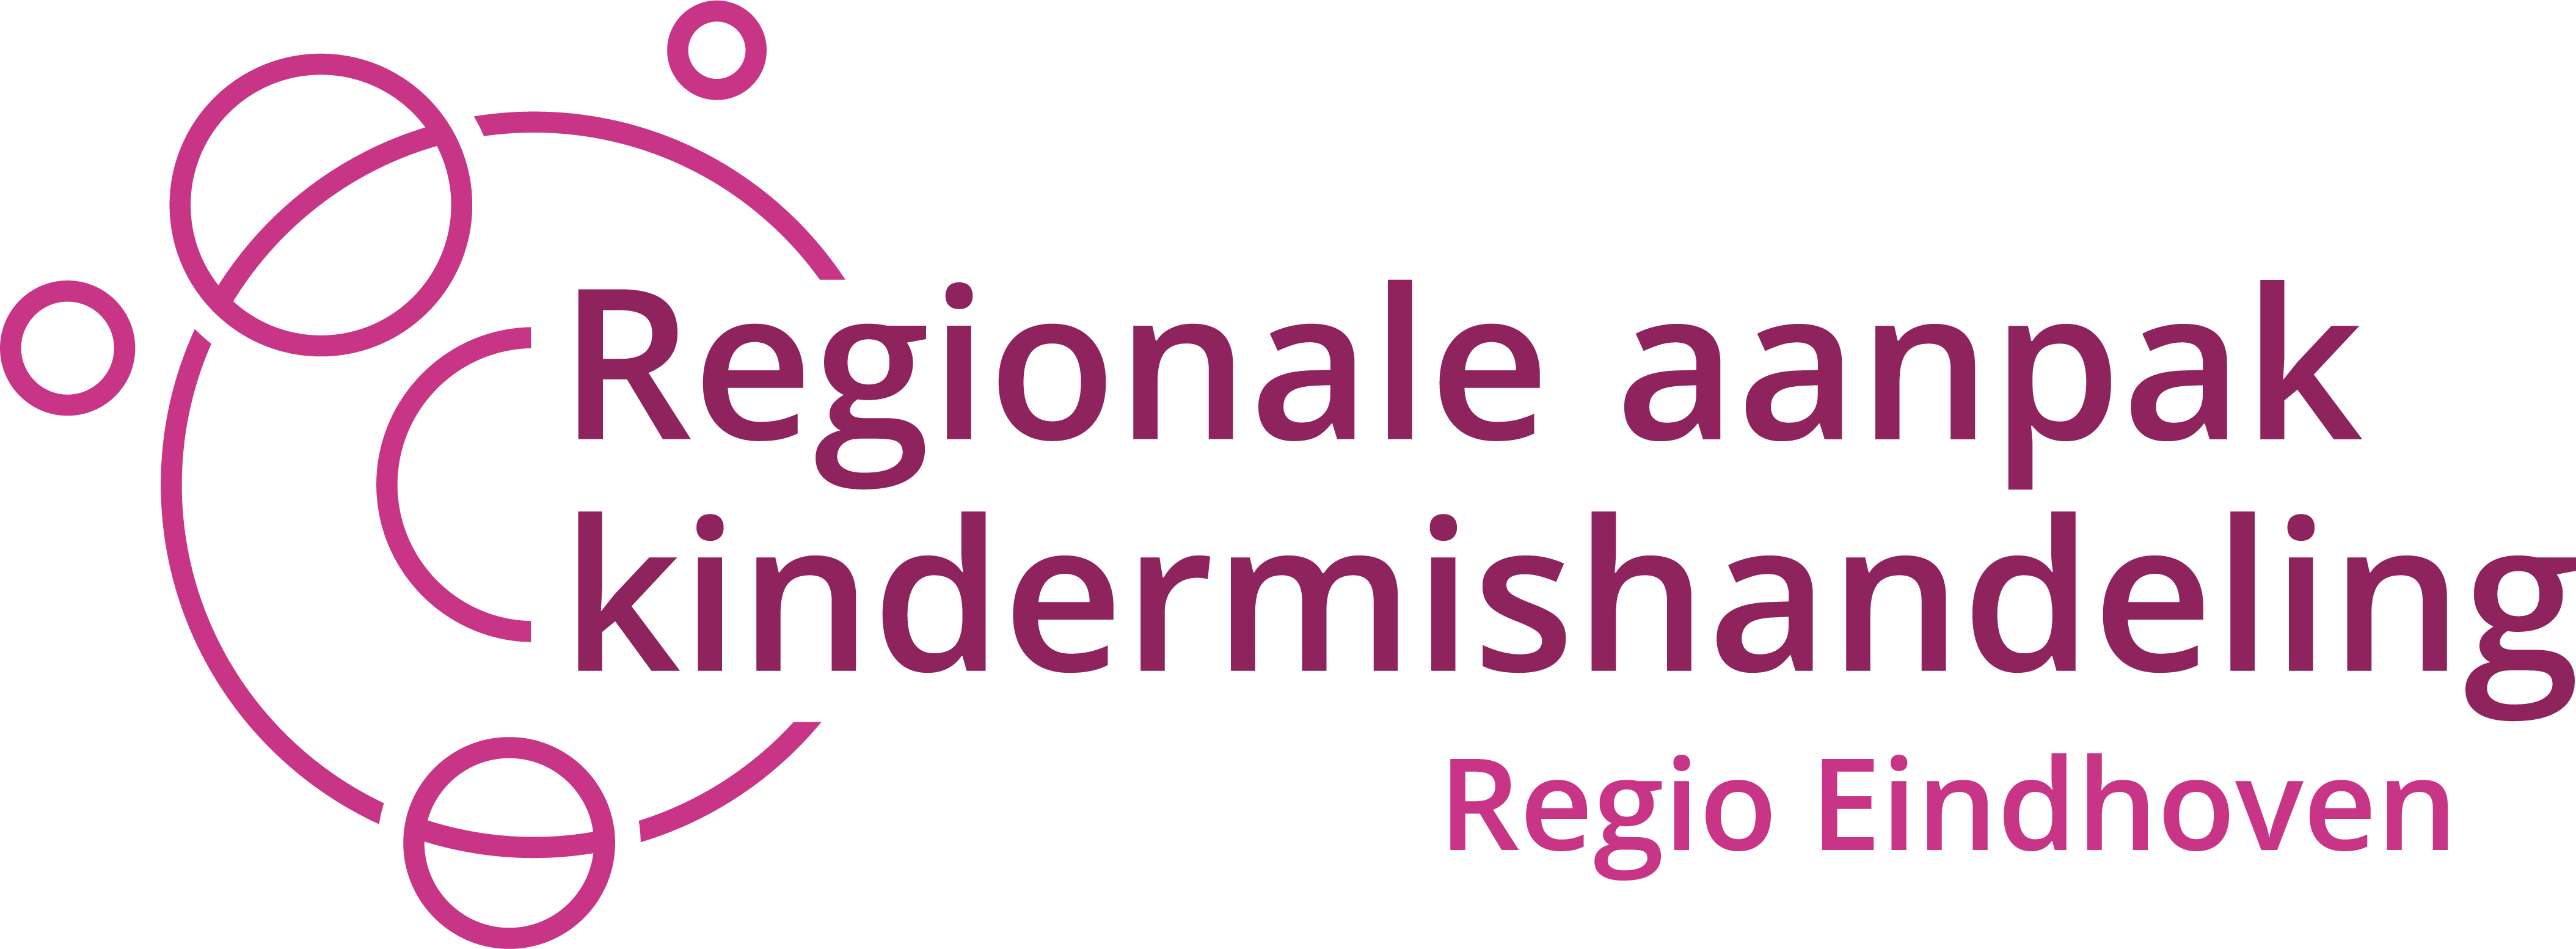 Regionale aanpak
kindermishandeling
Regio Eindhoven